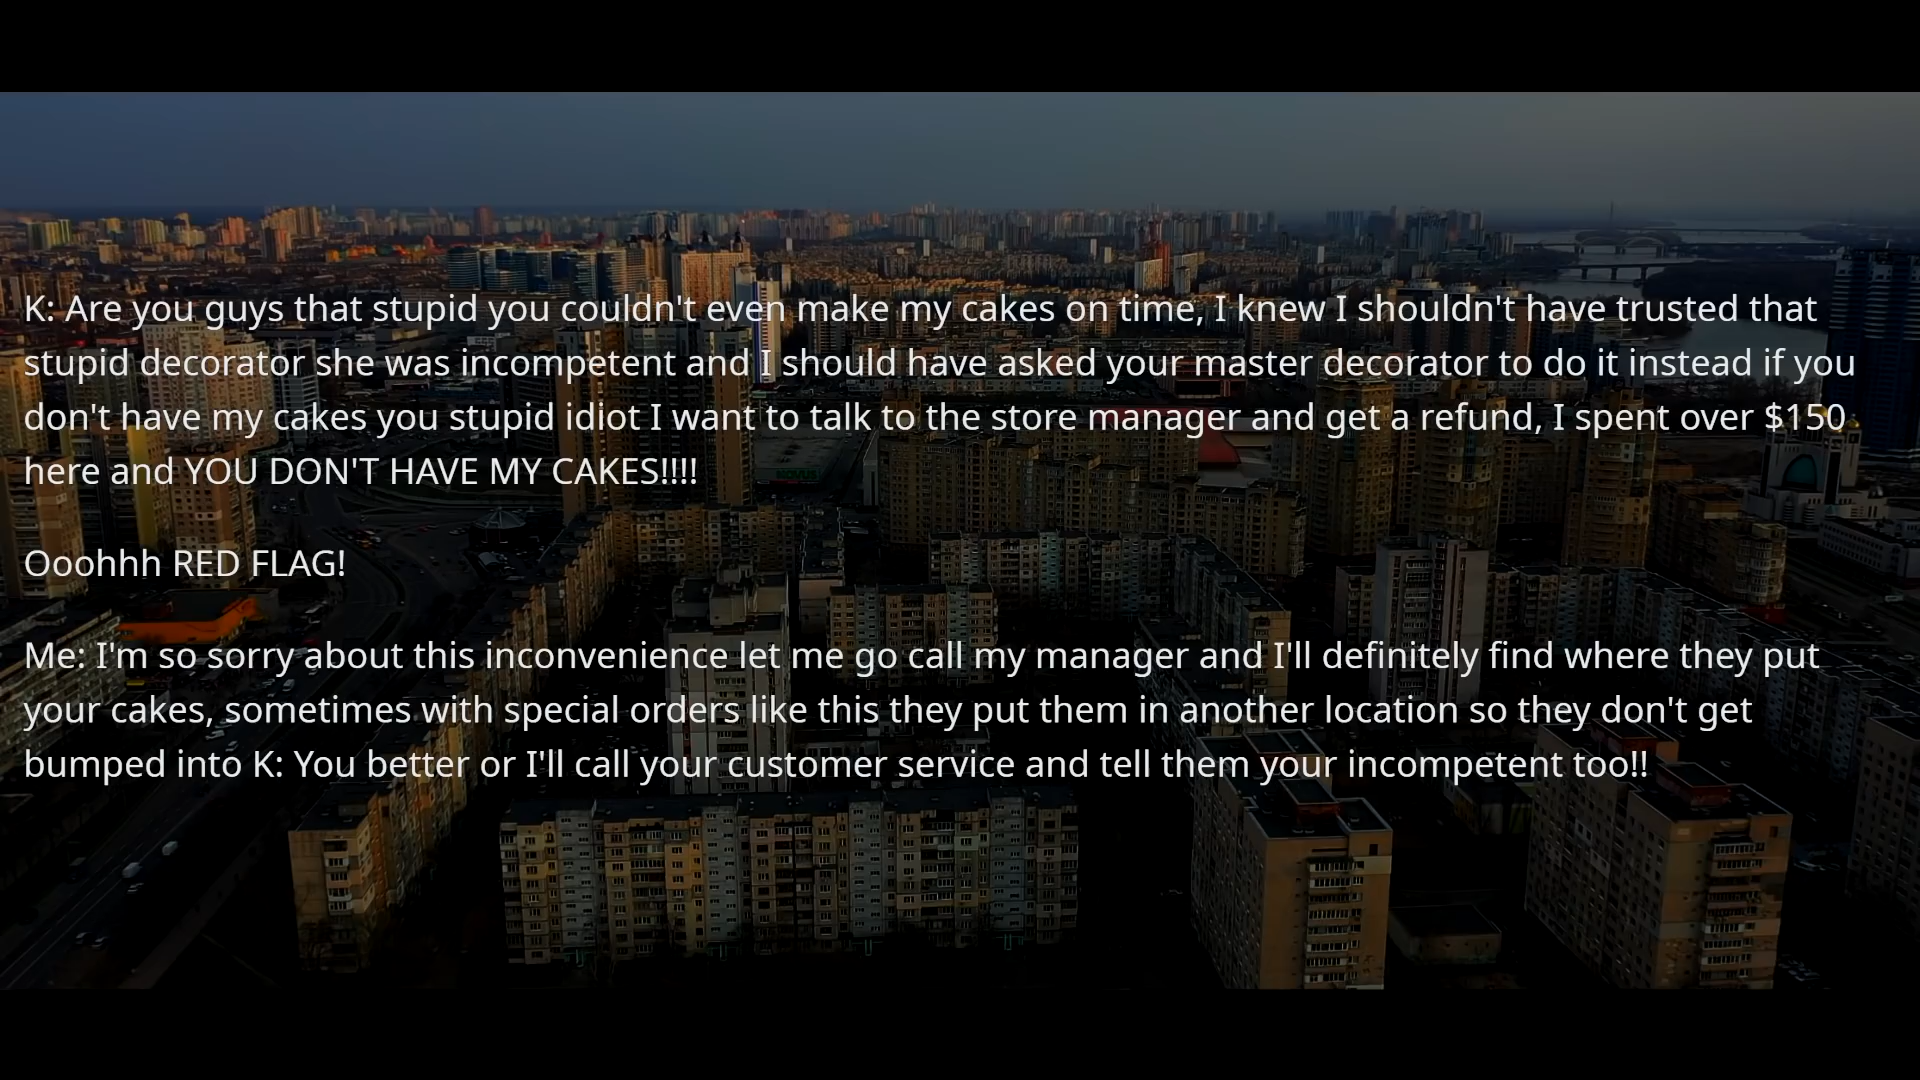 K: Are you guys that stupid you couldn't even make my cakes on time, I knew I shouldn't have trusted that
stupid decorator she was incompetent and I should have asked your master decorator to do it instead if you
don't have my cakes you stupid idiot I want to talk to the store manager and get a refund, I spent over $150
here and YOU DON'T HAVE MY CAKES!!!!
Ooohhh RED FLAG!
Me: I'm so sorry about this inconvenience let me go call my manager and I'll definitely find where they put
your cakes, sometimes with special orders like this they put them in another location so they don't get
bumped into K: You better or I'll call your customer service and tell them your incompetent too!!
NOVUS